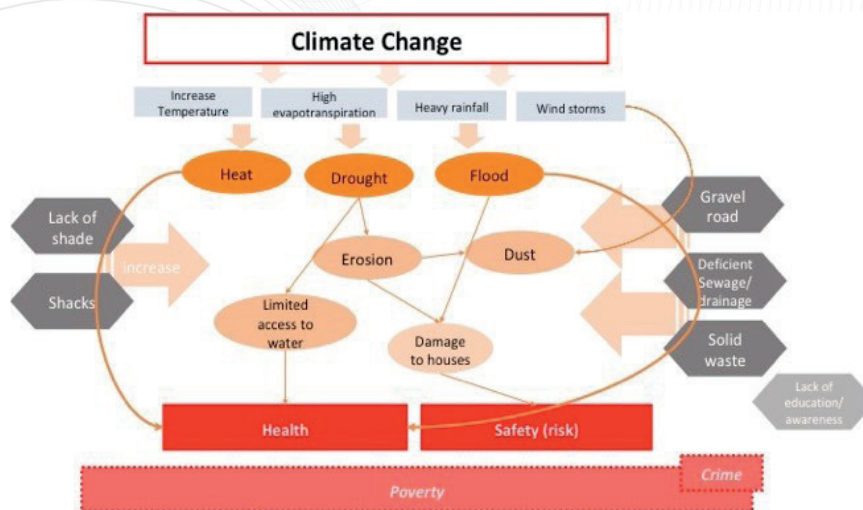 Climate Change
Increase
Temperature
High
evapotranspiration
Heavy rainfall
Wind storms
Heat
Drought
Flood
Lack of
shade
increase
Shacks
Gravel
road
Erosion
Dust
Deficient
Sewage/
drainage
Limited
access to
water
Damage
to houses
Solid
waste
Lack of
education/
awareness
Health
Safety (risk)
Crime
Poverty